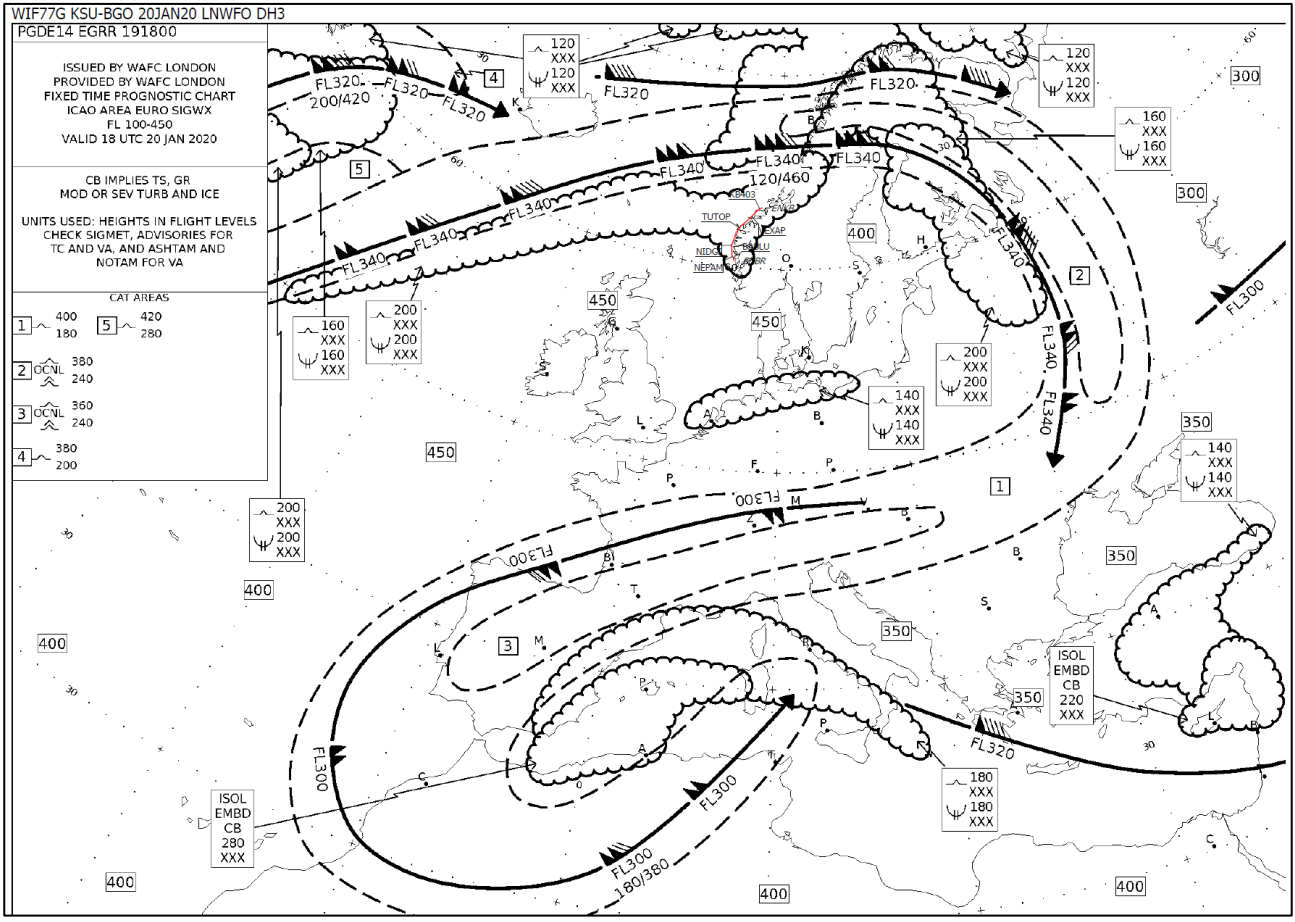 WIF77G KSU-BGO 20JAN20 LNWFO DH3
PGDE14 EGRR 191800
ISSUED BY WAFC LONDON
PROVIDED BY WAFC LONDON
FIXED TIME PROGNOSTIC CHART
ICAO AREA EURO SIGWX
FL 100-450
VALID 18 UTC 20 JAN 2020
CB IMPLIES TS, GR
MOD OR SEV TURB AND ICE
UNITS USED: HEIGHTS IN FLIGHT LEVELS
CHECK SIGMET, ADVISORIES FOR
TC AND VA, AND ASHTAM AND
NOTAM FOR VA
CAT AREAS
1 400 180
5 420 280
2 OCNL 380 240
3 OCNL 360 240
4 380 200
FL320
200/420
FL320
FL320
4
K
30
120
XXX
120
XXX
FL320
FL320
120
XXX
120
XXX
60
300
160
XXX
160
XXX
300
5
60
FL340
FL340
FL340
FL340
FL340
120/460
FL340
30
B
TUTOP
NEPAM
400
H
O
S
FL340
2
FL300
450
G
450
160
XXX
160
XXX
200
XXX
200
XXX
K
FL340
FL340
200
XXX
200
XXX
140
XXX
140
XXX
A
B
L
450
350
140
XXX
140
XXX
P
F
P
1
200
XXX
200
XXX
30
FL300
M
V
Z
B
FL300
B
B
350
400
T
S
A
400
3
M
L
R
350
30
P
ISOL
EMBD
CB
220
XXX
350
L
P
FL320
30
A
FL300
C
T
FL300
ISOL
EMBD
CB
280
XXX
180
XXX
180
XXX
C
FL300
180/380
400
400
400